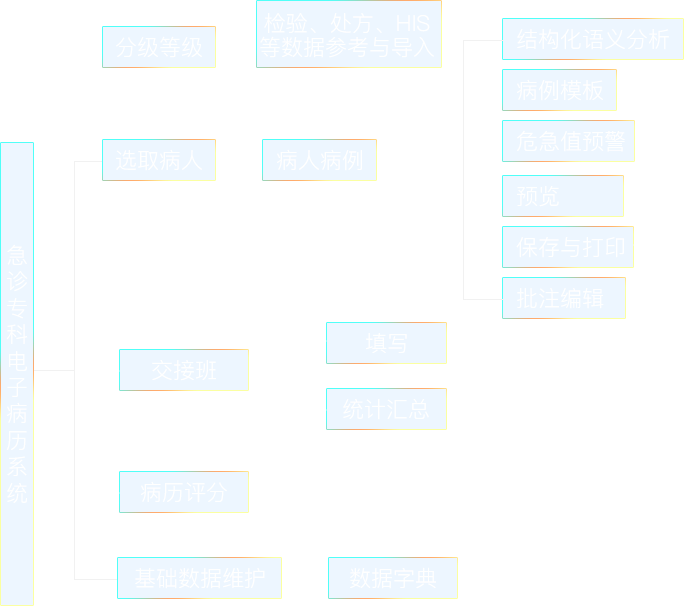 分级等级
检验、处方、HIS
等数据参考与导入
结构化语义分析
病例模板
选取病人
病人病例
危急值预警
预览
保存与打印
批注编辑
急诊专科电子病历系统
交接班
填写
统计汇总
病历评分
基础数据维护
数据字典